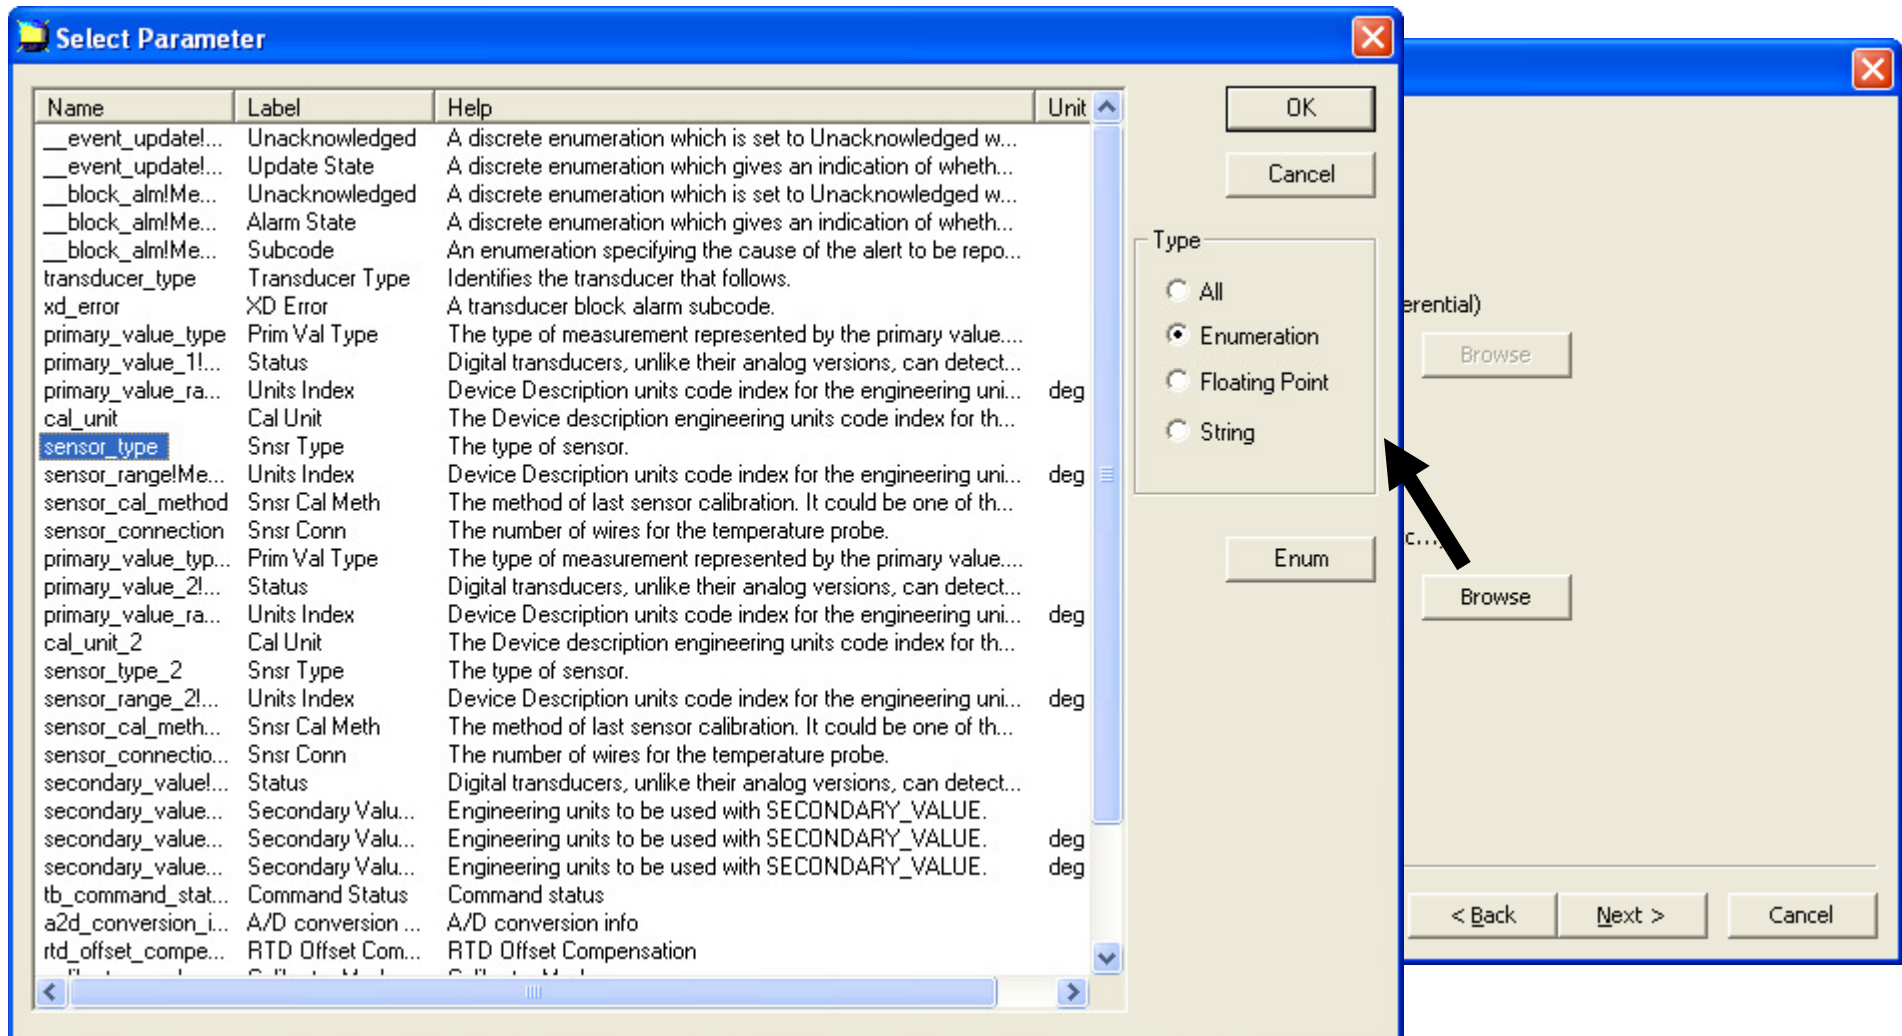 Select Parameter
Name Label Help Unit
__event_update!... Unacknowledged A discrete enumeration which is set to Unacknowledged w...
__event_update!... Update State A discrete enumeration which gives an indication of wheth...
__block_alm!Me... Unacknowledged A discrete enumeration which is set to Unacknowledged w...
__block_alm!Me... Alarm State A discrete enumeration which gives an indication of wheth...
__block_alm!Me... Subcode An enumeration specifying the cause of the alert to be repo...
transducer_type Transducer Type Identifies the transducer that follows.
xd_error XD Error A transducer block alarm subcode.
primary_value_type Prim Val Type The type of measurement represented by the primary value....
primary_value_1!... Status Digital transducers, unlike their analog versions, can detect...
primary_value_ra... Units Index Device Description units code index for the engineering uni... deg
cal_unit Cal Unit The Device description engineering units code index for th...
sensor_type Snsr Type The type of sensor.
sensor_range!Me... Units Index Device Description units code index for the engineering uni... deg
sensor_cal_method Snsr Cal Meth The method of last sensor calibration. It could be one of th...
sensor_connection Snsr Conn The number of wires for the temperature probe.
primary_value_typ... Prim Val Type The type of measurement represented by the primary value....
primary_value_2!... Status Digital transducers, unlike their analog versions, can detect...
primary_value_ra... Units Index Device Description units code index for the engineering uni... deg
cal_unit_2 Cal Unit The Device description engineering units code index for th...
sensor_type_2 Snsr Type The type of sensor.
sensor_range_2!... Units Index Device Description units code index for the engineering uni... deg
sensor_cal_meth... Snsr Cal Meth The method of last sensor calibration. It could be one of th...
sensor_connectio... Snsr Conn The number of wires for the temperature probe.
secondary_value!... Status Digital transducers, unlike their analog versions, can detect...
secondary_value... Secondary Valu... Engineering units to be used with SECONDARY_VALUE.
secondary_value... Secondary Valu... Engineering units to be used with SECONDARY_VALUE. deg
secondary_value... Secondary Valu... Engineering units to be used with SECONDARY_VALUE. deg
tb_command_stat... Command Status Command status
a2d_conversion_i... A/D conversion ... A/D conversion info
rtd_offset_compe... RTD Offset Com... RTD Offset Compensation
OK
Cancel
Type
All
Enumeration
Floating Point
String
Enum
erential)
Browse
c...,
Browse
< Back
Next >
Cancel